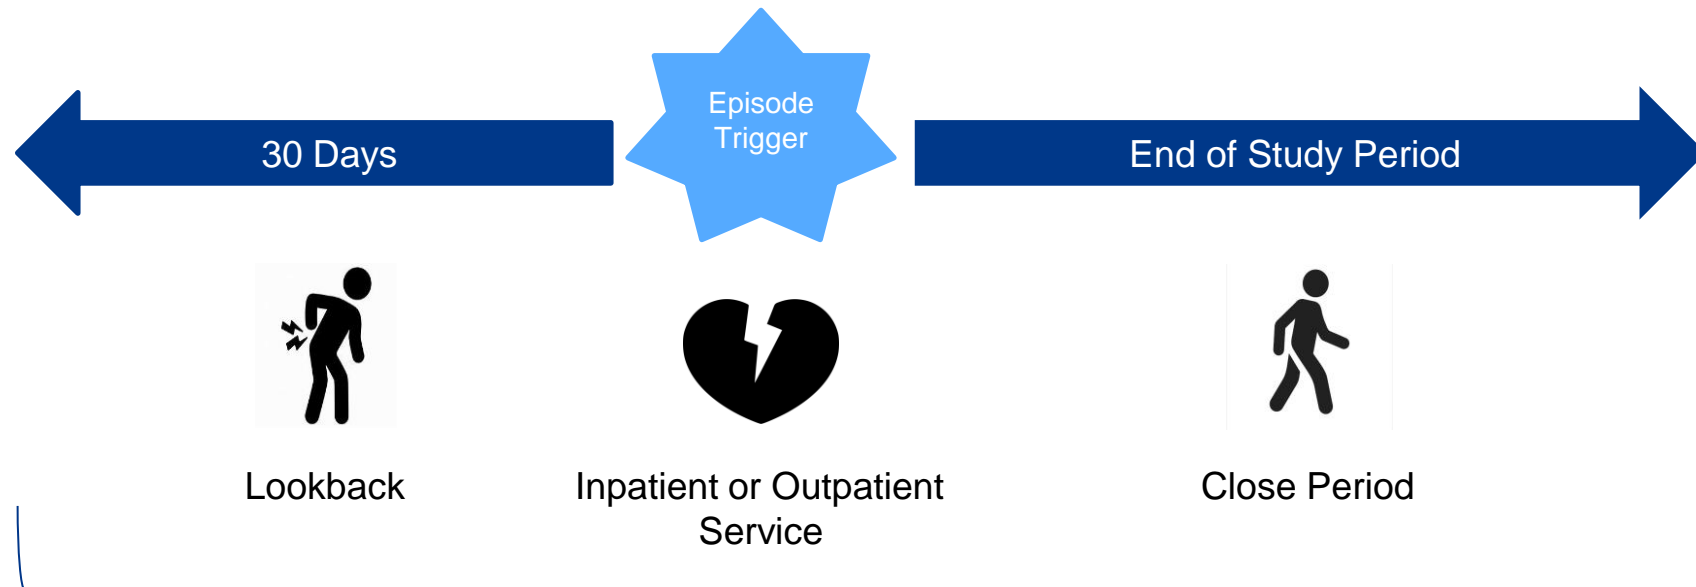 Episode
Trigger
30 Days
End of Study Period
Lookback
Inpatient or Outpatient
Service
Close Period